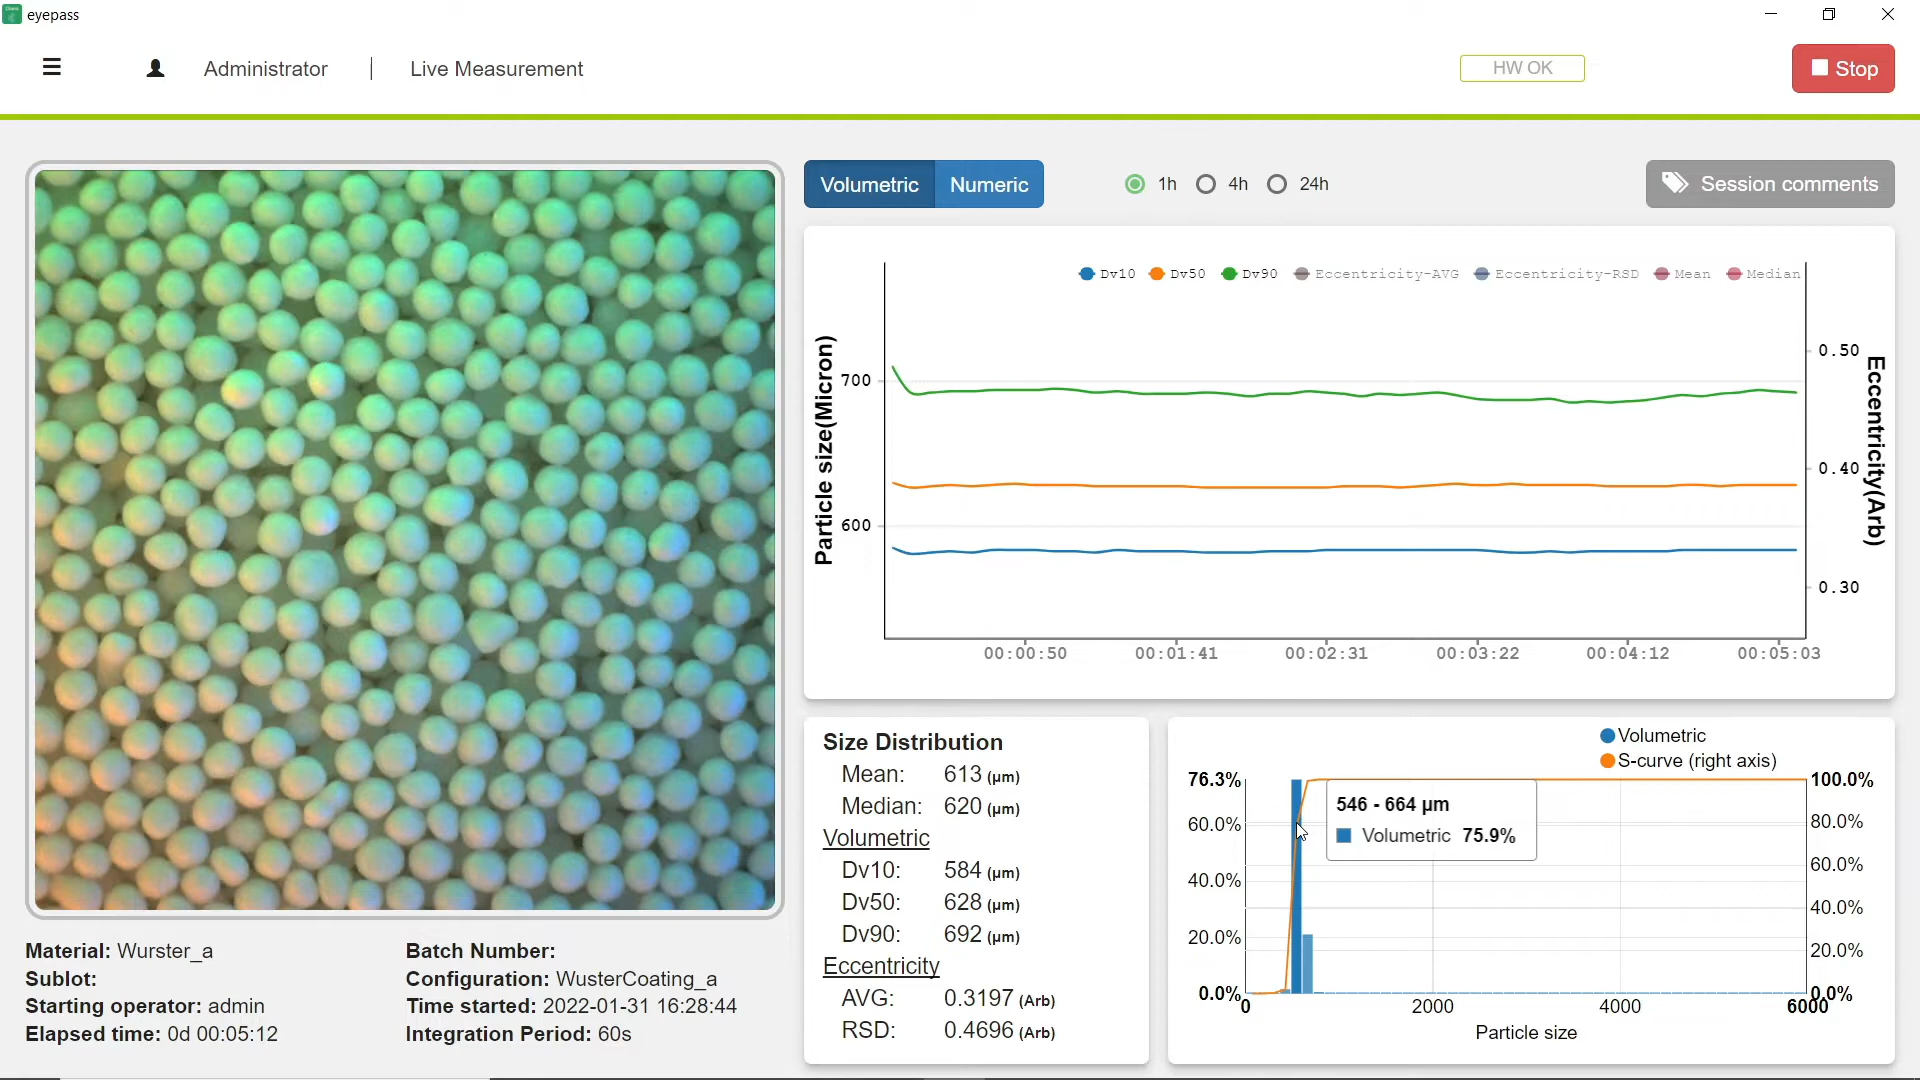 eyepass
Administrator | Live Measurement
HW OK
Stop
Volumetric Numeric
1h 4h 24h
Session comments
Dv10 Dv50 Dv90 Eccentricity-AVG Eccentricity-RSD Mean Median
Particle size(Micron)
700
600
0.50
0.40
0.30
Eccentricity(Arb)
00:00:50 00:01:41 00:02:31 00:03:22 00:04:12 00:05:03
Material: Wurster_a
Sublot:
Starting operator: admin
Elapsed time: 0d 00:05:12
Batch Number:
Configuration: WusterCoating_a
Time started: 2022-01-31 16:28:44
Integration Period: 60s
Size Distribution
Mean: 613 (μm)
Median: 620 (μm)
Volumetric
Dv10: 584 (μm)
Dv50: 628 (μm)
Dv90: 692 (μm)
Eccentricity
AVG: 0.3197 (Arb)
RSD: 0.4696 (Arb)
Volumetric
S-curve (right axis)
76.3%
60.0%
40.0%
20.0%
0.0%
546 - 664 μm
Volumetric 75.9%
100.0%
80.0%
60.0%
40.0%
20.0%
0.0%
0 2000 4000 6000
Particle size